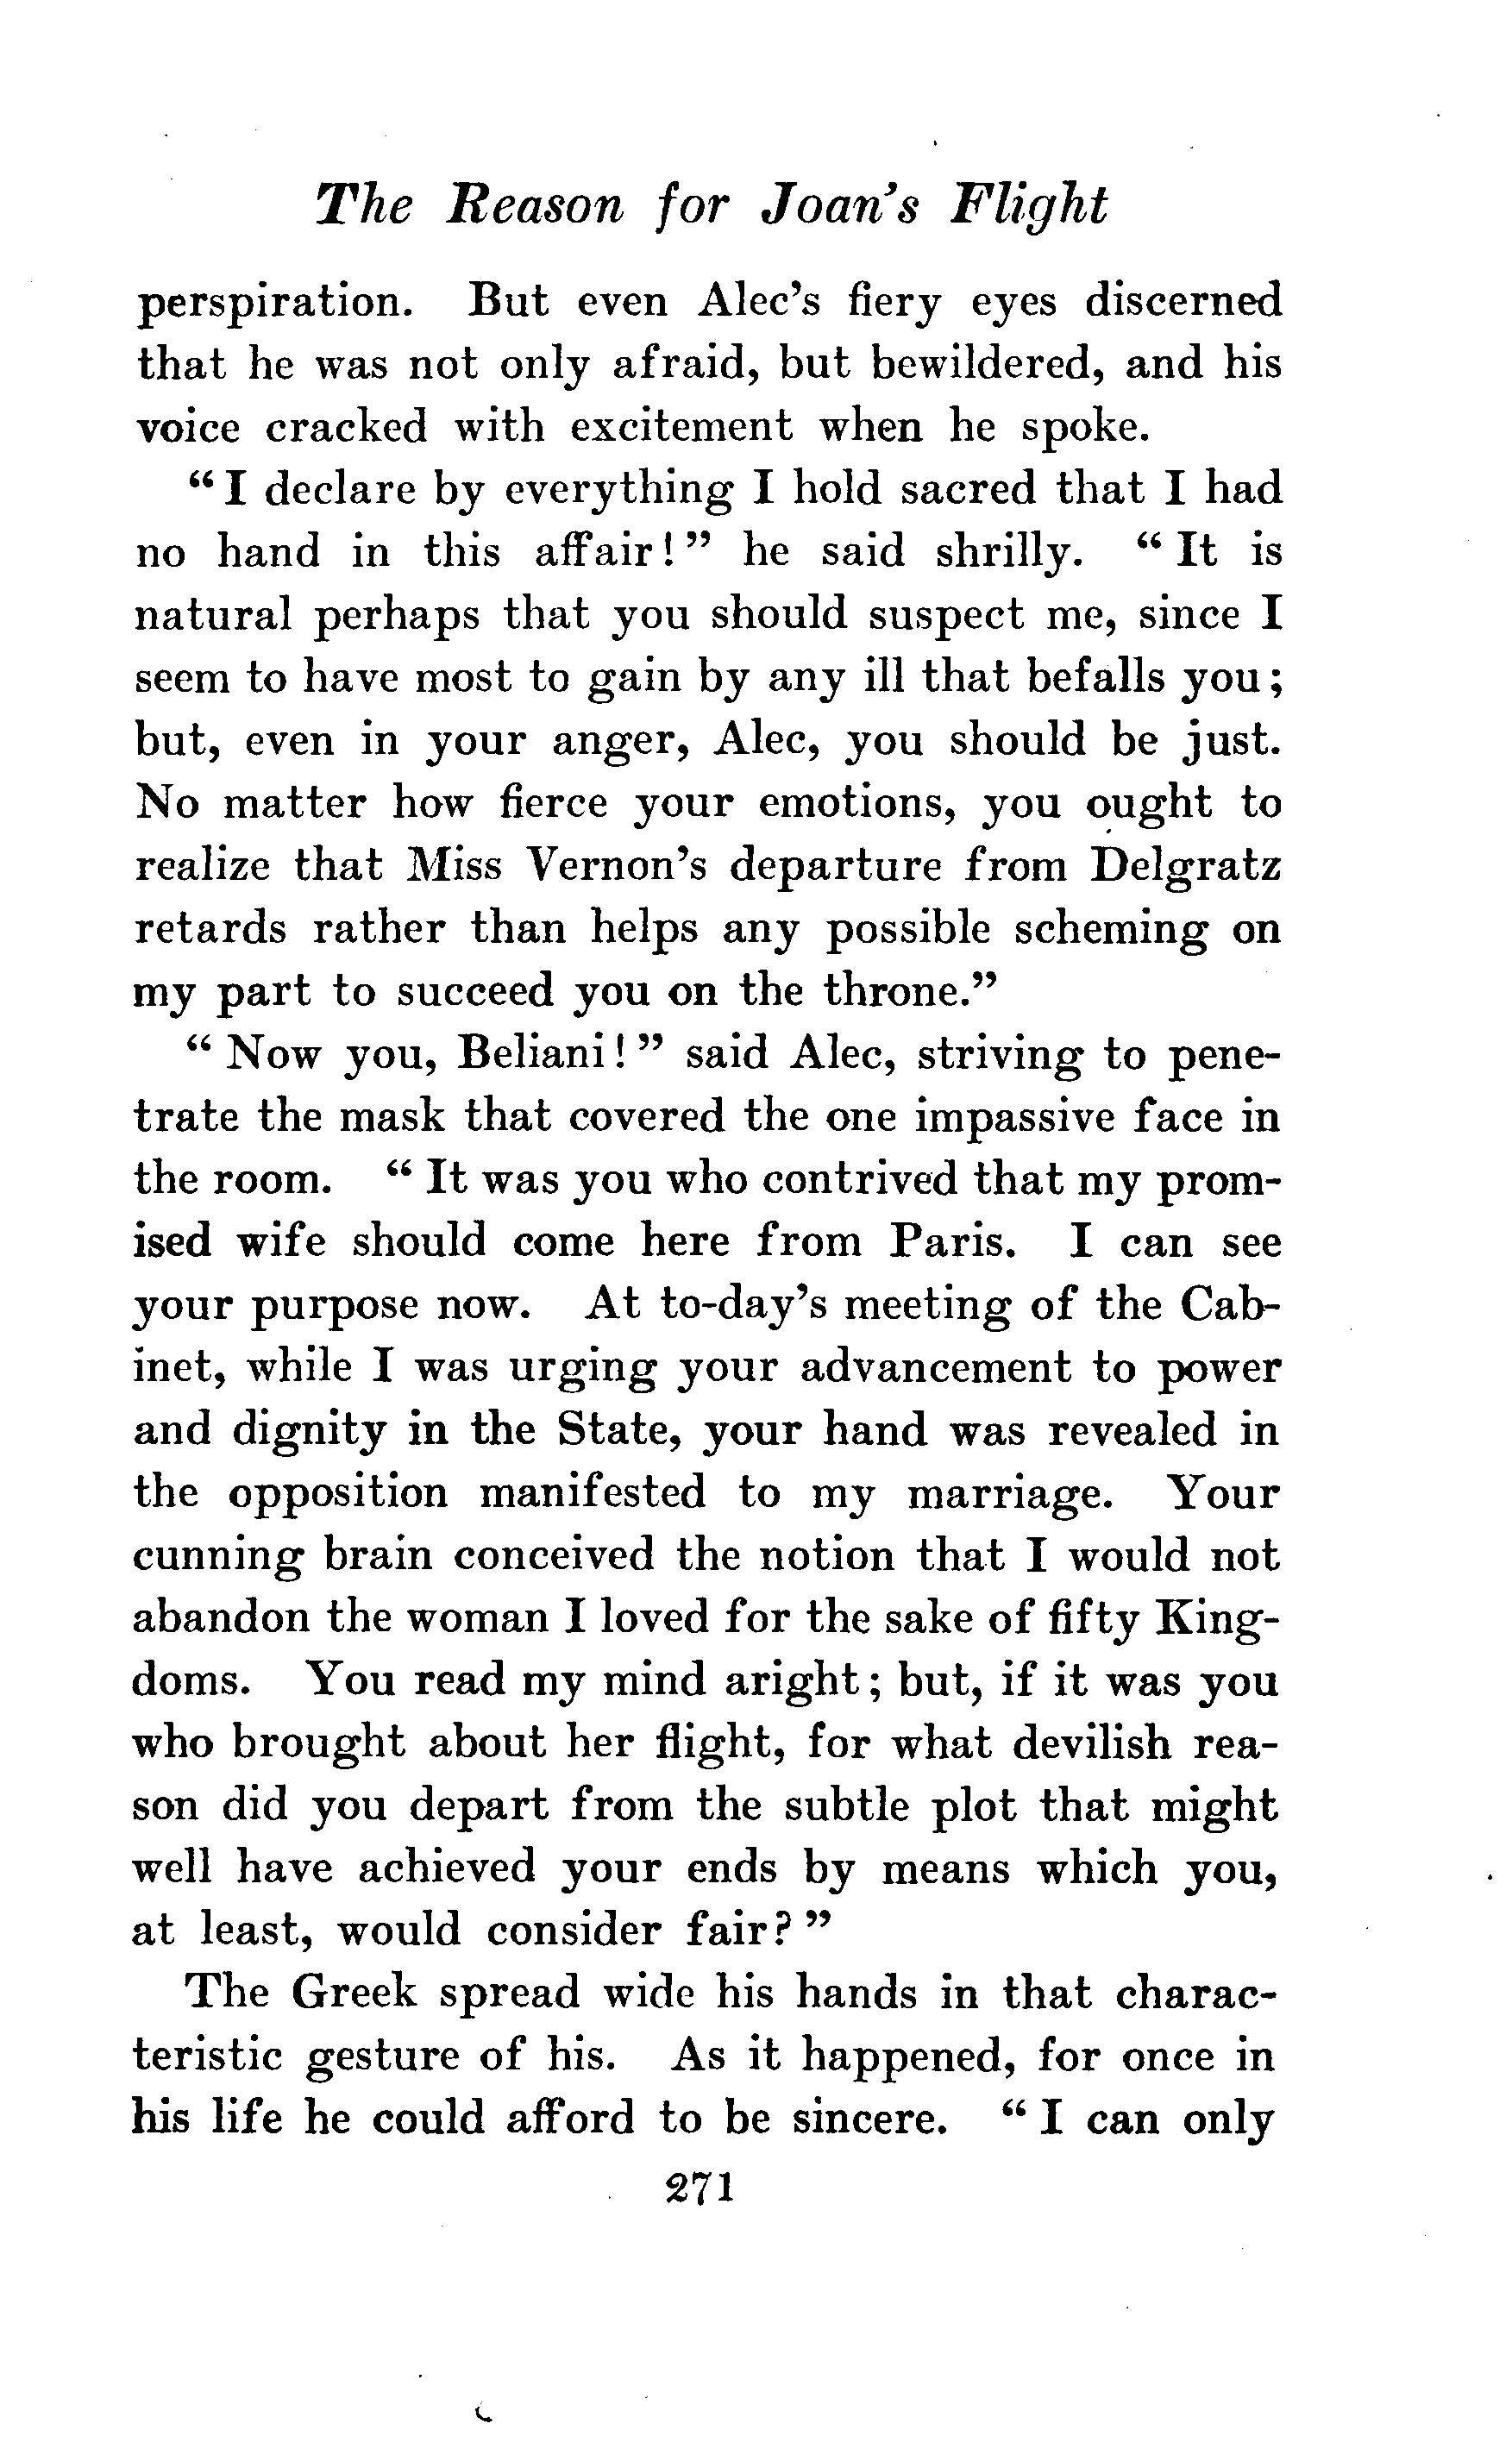 The Reason for Joan's Flight
perspiration. But even Alec's fiery eyes discerned
that he was not only afraid, but bewildered, and his
voice cracked with excitement when he spoke.
" I declare by everything I hold sacred that I had
no hand in this affair! " he said shrilly. " It is
natural perhaps that you should suspect me, since I
seem to have most to gain by any ill that befalls you;
but, even in your anger, Alec, you should be just.
No matter how fierce your emotions, you ought to
realize that Miss Vernon's departure from Delgratz
retards rather than helps any possible scheming on
my part to succeed you on the throne."
" Now you, Beliani! " said Alec, striving to pene-
trate the mask that covered the one impassive face in
the room. " It was you who contrived that my prom-
ised wife should come here from Paris. I can see
your purpose now. At to-day's meeting of the Cab-
inet, while I was urging your advancement to power
and dignity in the State, your hand was revealed in
the opposition manifested to my marriage. Your
cunning brain conceived the notion that I would not
abandon the woman I loved for the sake of fifty King-
doms. You read my mind aright; but, if it was you
who brought about her flight, for what devilish rea-
son did you depart from the subtle plot that might
well have achieved your ends by means which you,
at least, would consider fair? "
The Greek spread wide his hands in that charac-
teristic gesture of his. As it happened, for once in
his life he could afford to be sincere. " I can only
271